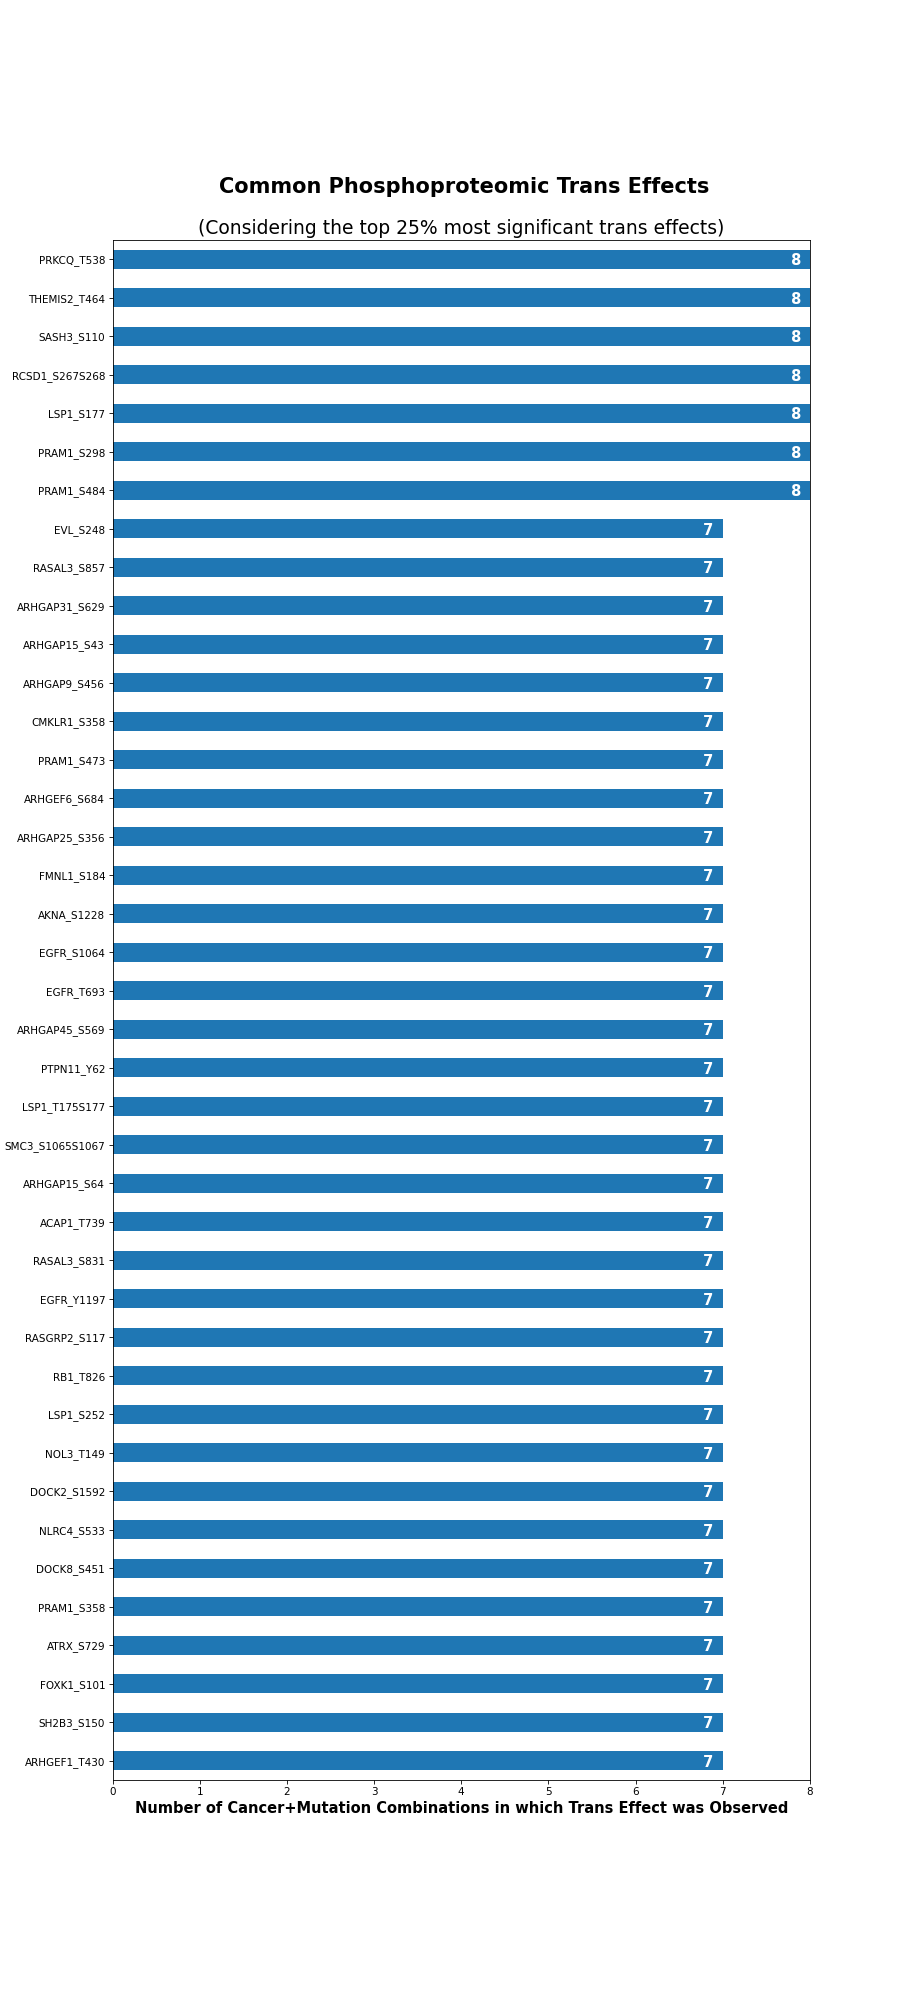 Common Phosphoproteomic Trans Effects
(Considering the top 25% most significant trans effects)
PRKCQ_T538 8
THEMIS2_T464 8
SASH3_S110 8
RCSD1_S267S268 8
LSP1_S177 8
PRAM1_S298 8
PRAM1_S484 8
EVL_S248 7
RASAL3_S857 7
ARHGAP31_S629 7
ARHGAP15_S43 7
ARHGAP9_S456 7
CMKLR1_S358 7
PRAM1_S473 7
ARHGEF6_S684 7
ARHGAP25_S356 7
FMNL1_S184 7
AKNA_S1228 7
EGFR_S1064 7
EGFR_T693 7
ARHGAP45_S569 7
PTPN11_Y62 7
LSP1_T175S177 7
SMC3_S1065S1067 7
ARHGAP15_S64 7
ACAP1_T739 7
RASAL3_S831 7
EGFR_Y1197 7
RASGRP2_S117 7
RB1_T826 7
LSP1_S252 7
NOL3_T149 7
DOCK2_S1592 7
NLRC4_S533 7
DOCK8_S451 7
PRAM1_S358 7
ATRX_S729 7
FOXK1_S101 7
SH2B3_S150 7
ARHGEF1_T430 7
0 1 2 3 4 5 6 7 8
Number of Cancer+Mutation Combinations in which Trans Effect was Observed